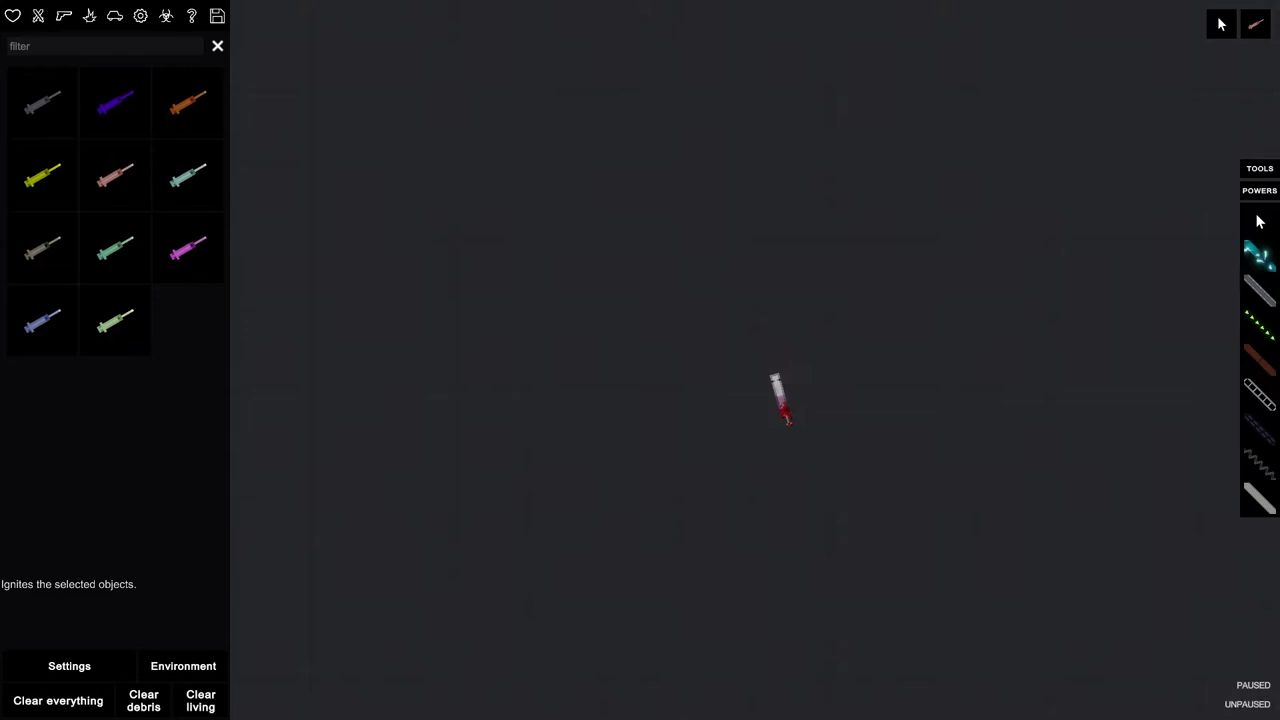 filter
TOOLS
POWERS
Ignites the selected objects.
Settings
Environment
Clear everything
Clear debris
Clear living
PAUSED
UNPAUSED